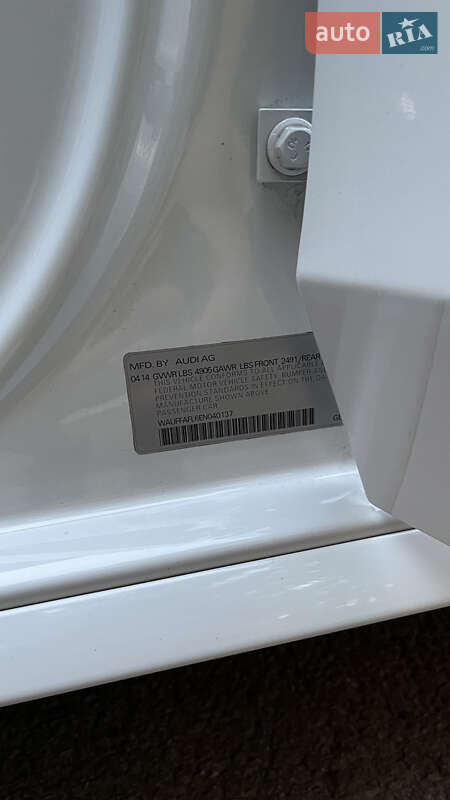 auto RIA
.com
MFD. BY AUDI AG
04 14 GVWR LBS 4905 GAWR LBS FRONT 2491/REAR
THIS VEHICLE CONFORMS TO ALL APPLICABLE
FEDERAL MOTOR VEHICLE SAFETY, BUMPER AND
PREVENTION STANDARDS IN EFFECT ON THE DA
MANUFACTURE SHOWN ABOVE.
PASSENGER CAR.
WAUFFAFL6EN040137